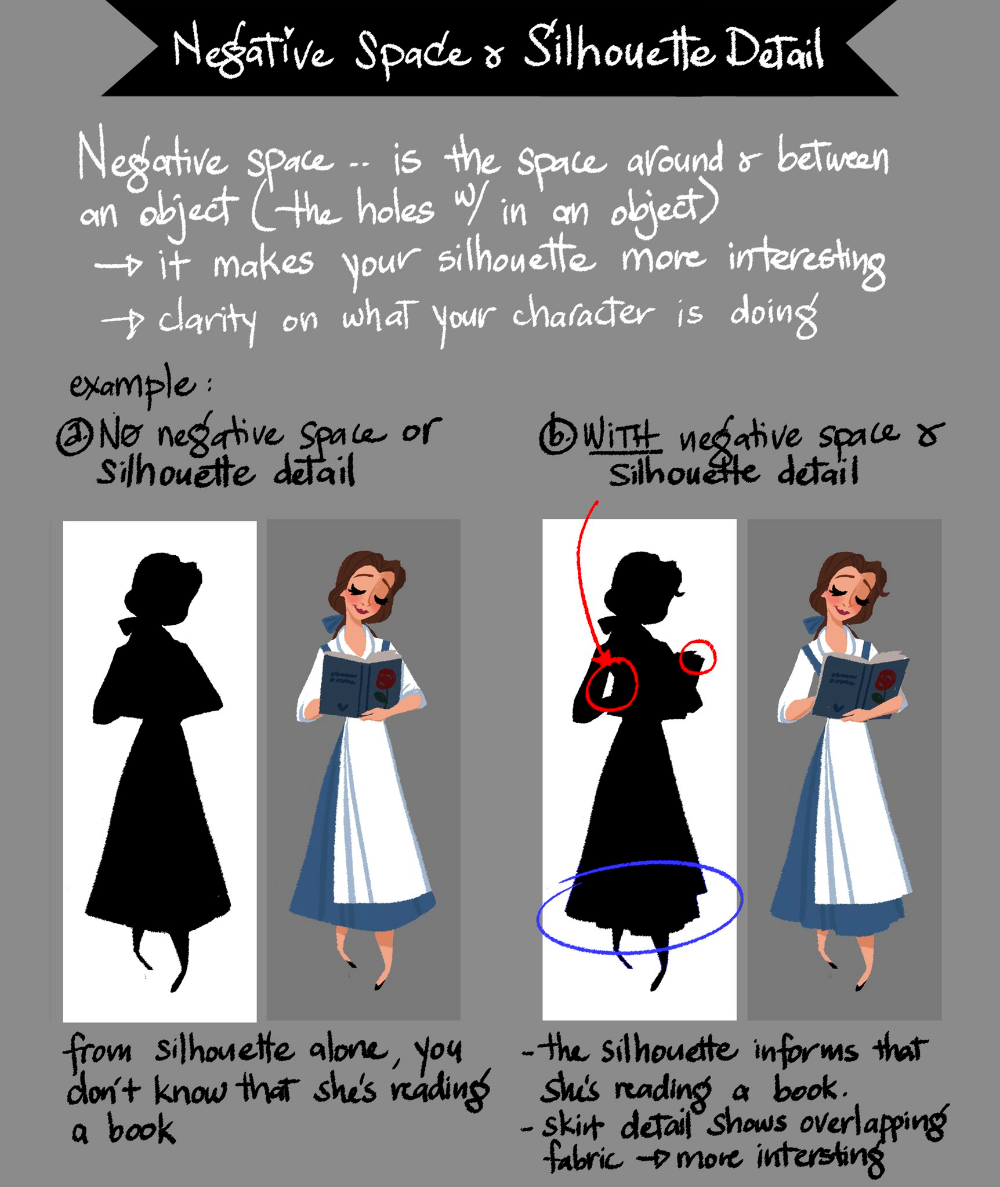 Negative Space & Silhouette Detail
Negative space -- is the space around & between
an object (the holes w/ in an object)
→ it makes your silhouette more interesting
→ clarity on what your character is doing
example:
a. NO negative space or
silhouette detail
b. WITH negative space &
silhouette detail
from silhouette alone, you
don't know that she's reading
a book
- the silhouette informs that
she's reading a book.
- skirt detail shows overlapping
fabric → more intersting